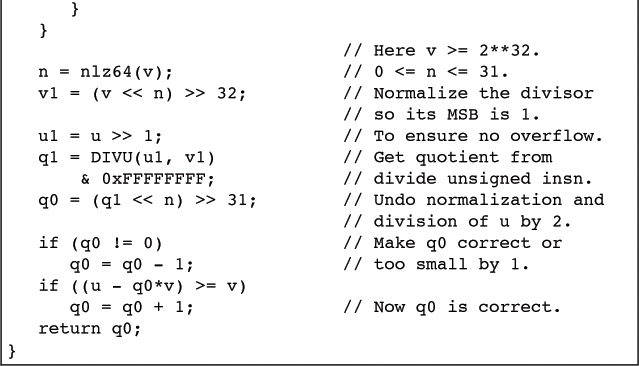 }
   }
                                 // Here v >= 2**32.
   n = nlz64(v);                 // 0 <= n <= 31.
   v1 = (v << n) >> 32;          // Normalize the divisor
                                 // so its MSB is 1.
   u1 = u >> 1;                  // To ensure no overflow.
   q1 = DIVU(u1, v1)             // Get quotient from
       & 0xFFFFFFFF;             // divide unsigned insn.
   q0 = (q1 << n) >> 31;         // Undo normalization and
                                 // division of u by 2.
   if (q0 != 0)                  // Make q0 correct or
      q0 = q0 - 1;               // too small by 1.
   if ((u - q0*v) >= v)
      q0 = q0 + 1;               // Now q0 is correct.
   return q0;
}